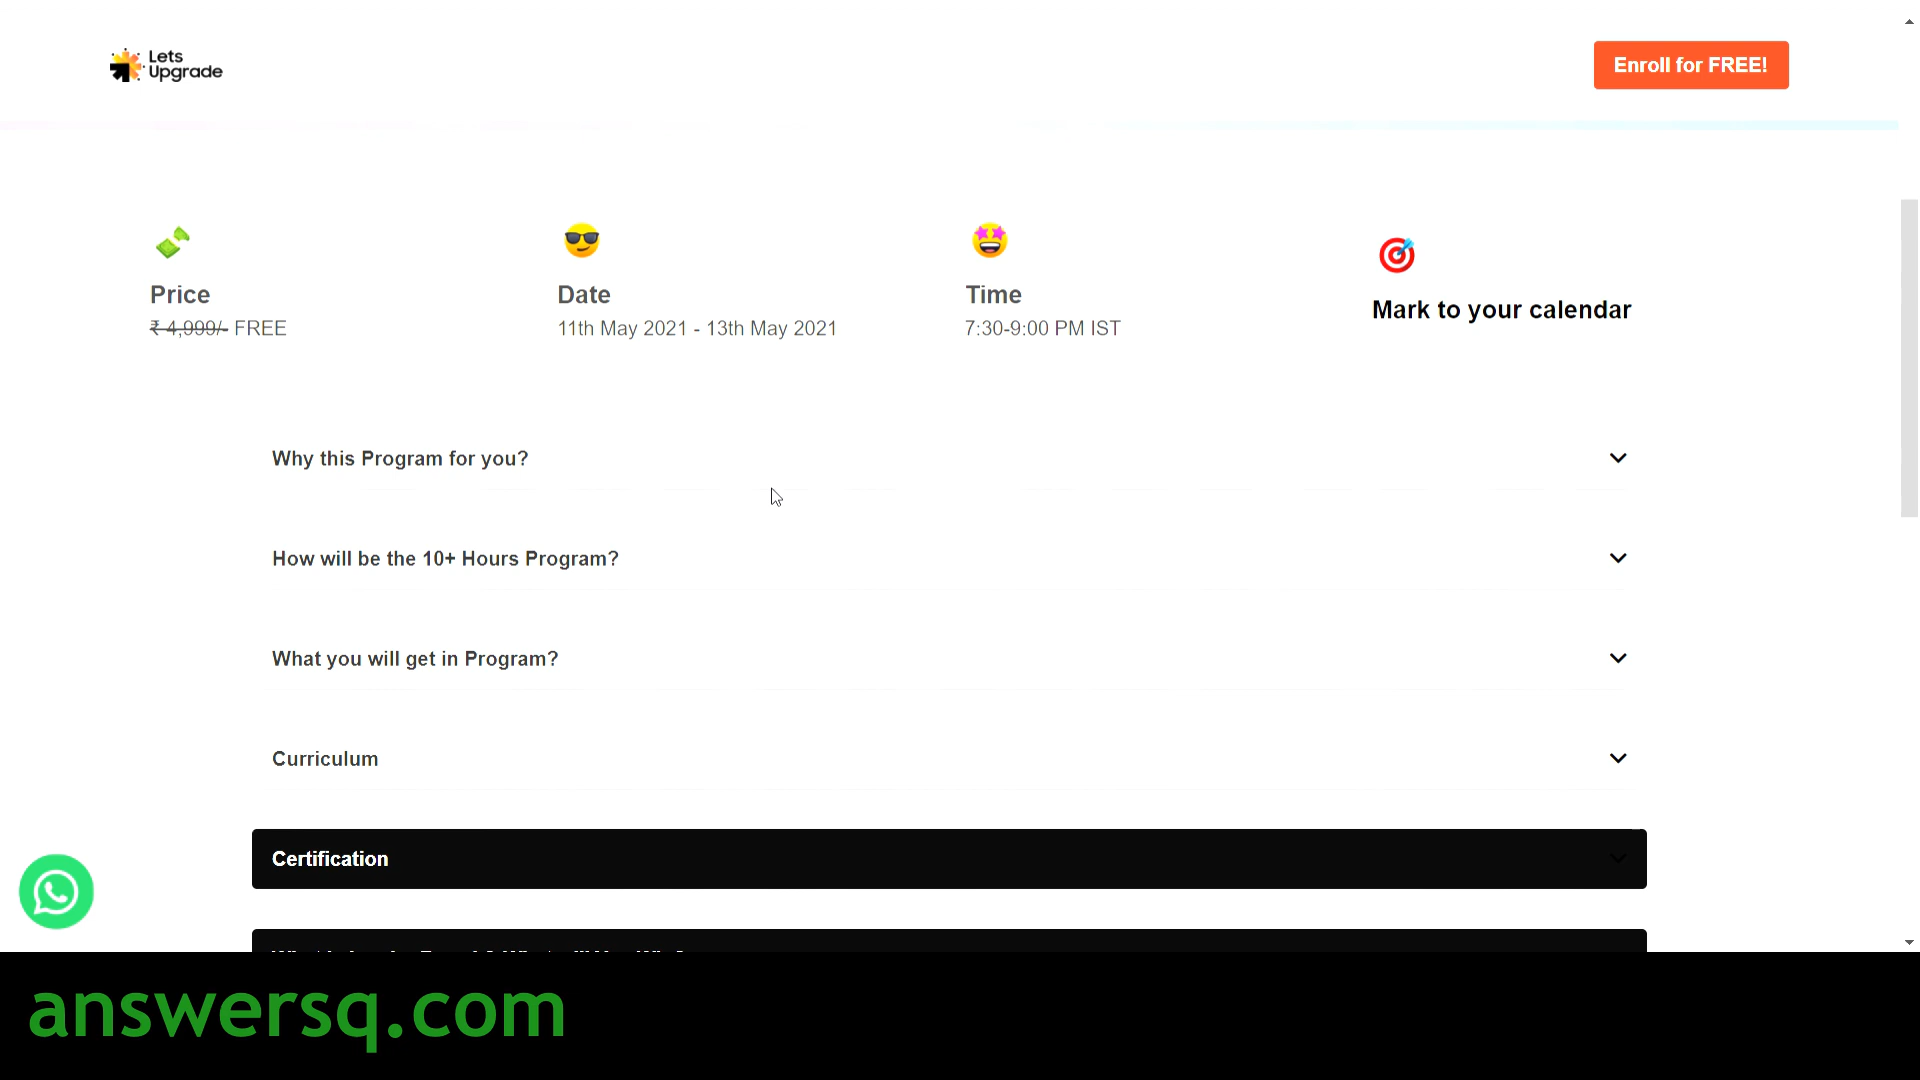 Lets
Upgrade
Enroll for FREE!
Price
₹ 4,999/- FREE
Date
11th May 2021 - 13th May 2021
Time
7:30-9:00 PM IST
Mark to your calendar
Why this Program for you?
How will be the 10+ Hours Program?
What you will get in Program?
Curriculum
Certification
answersq.com